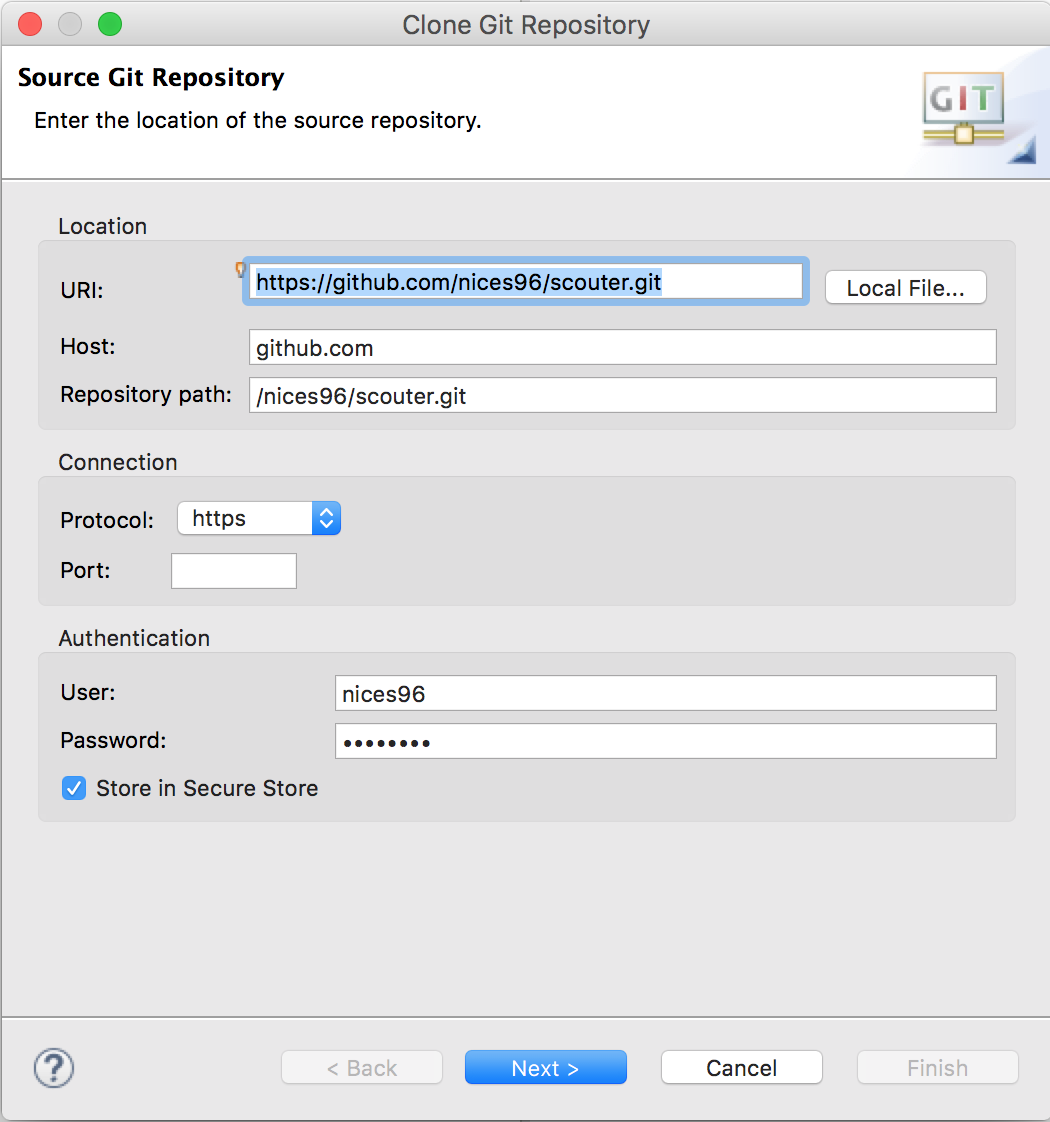 Clone Git Repository
Source Git Repository
Enter the location of the source repository.
GIT
Location
URI: https://github.com/nices96/scouter.git Local File...
Host: github.com
Repository path: /nices96/scouter.git
Connection
Protocol: https
Port:
Authentication
User: nices96
Password: ••••••••
Store in Secure Store
? < Back Next > Cancel Finish